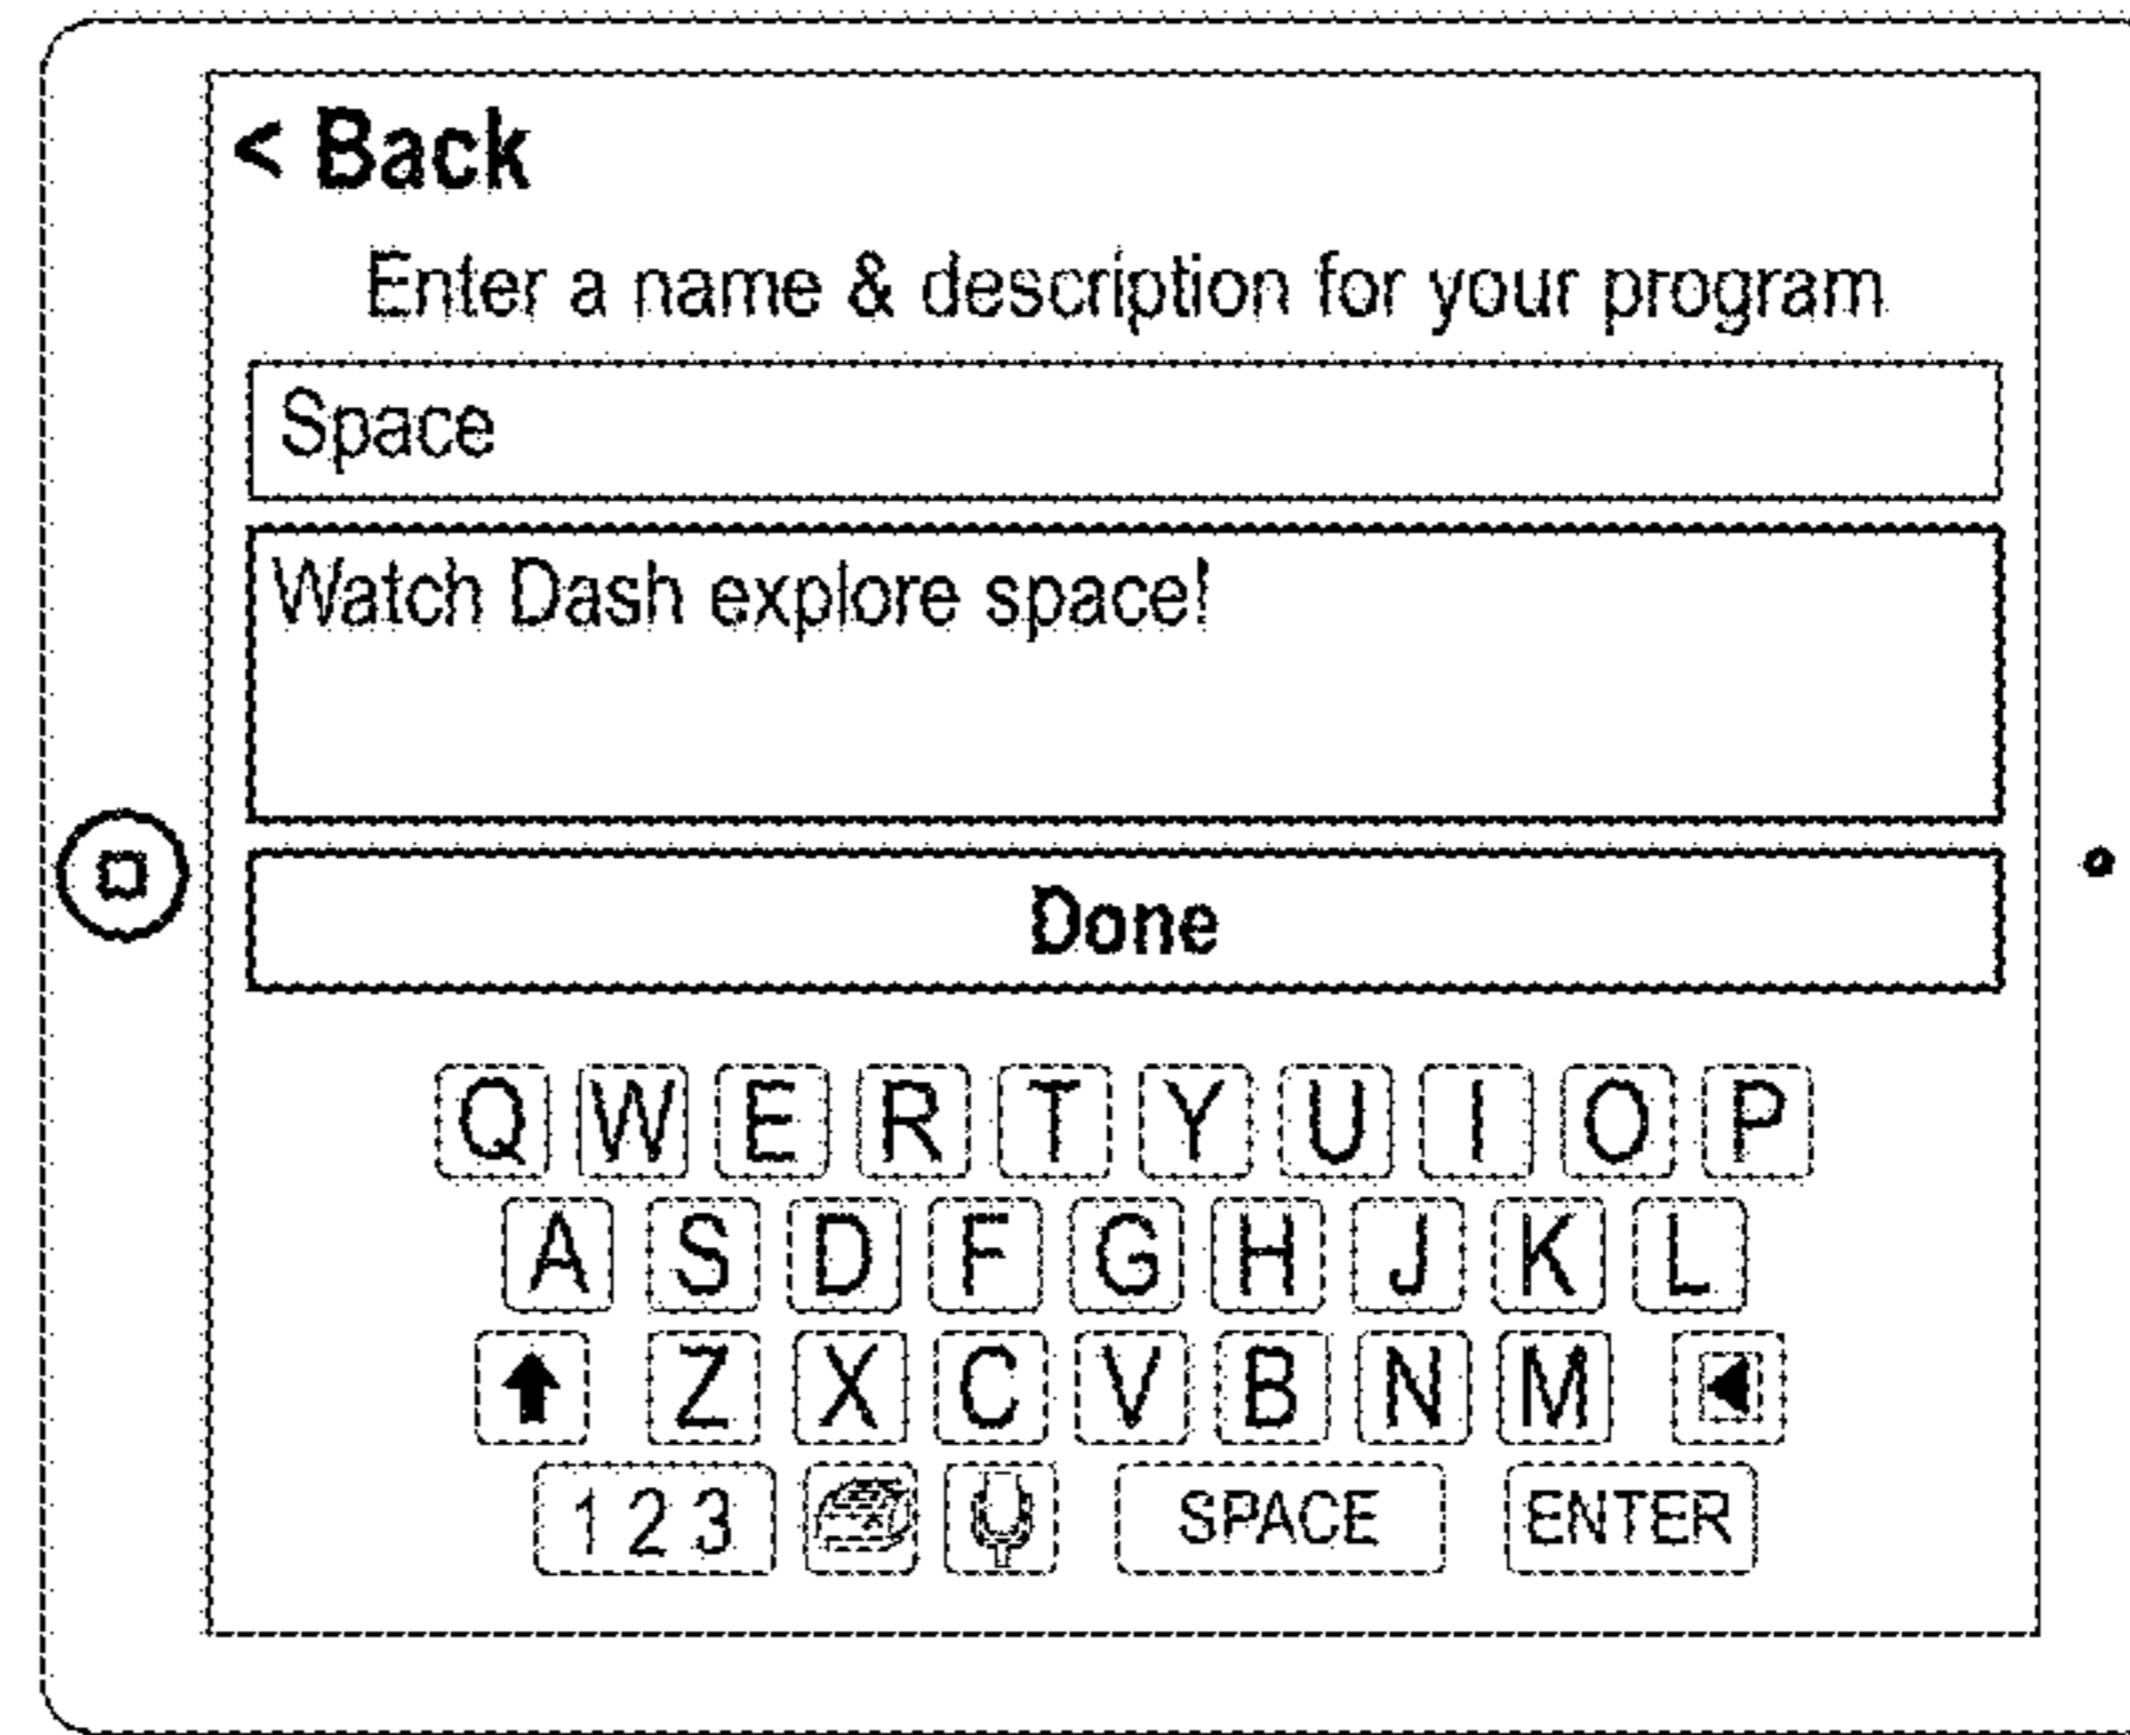 < Back
Enter a name & description for your program
Space
Watch Dash explore space!
Done
Q W E R T Y U I O P
A S D F G H J K L
Z X C V B N M
1 2 3 SPACE ENTER